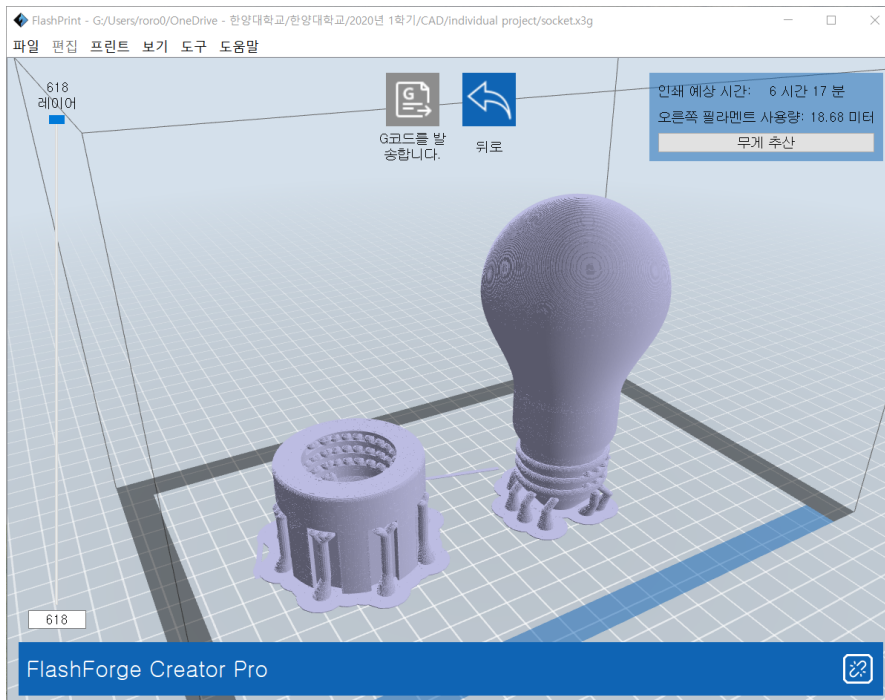 FlashPrint - G:/Users/roro0/OneDrive - 한양대학교/한양대학교/2020년 1학기/CAD/individual project/socket.x3g
파일 편집 프린트 보기 도구 도움말
618
레이어
G코드를 발
송합니다.
뒤로
인쇄 예상 시간: 6 시간 17 분
오른쪽 필라멘트 사용량: 18.68 미터
무게 추산
618
FlashForge Creator Pro